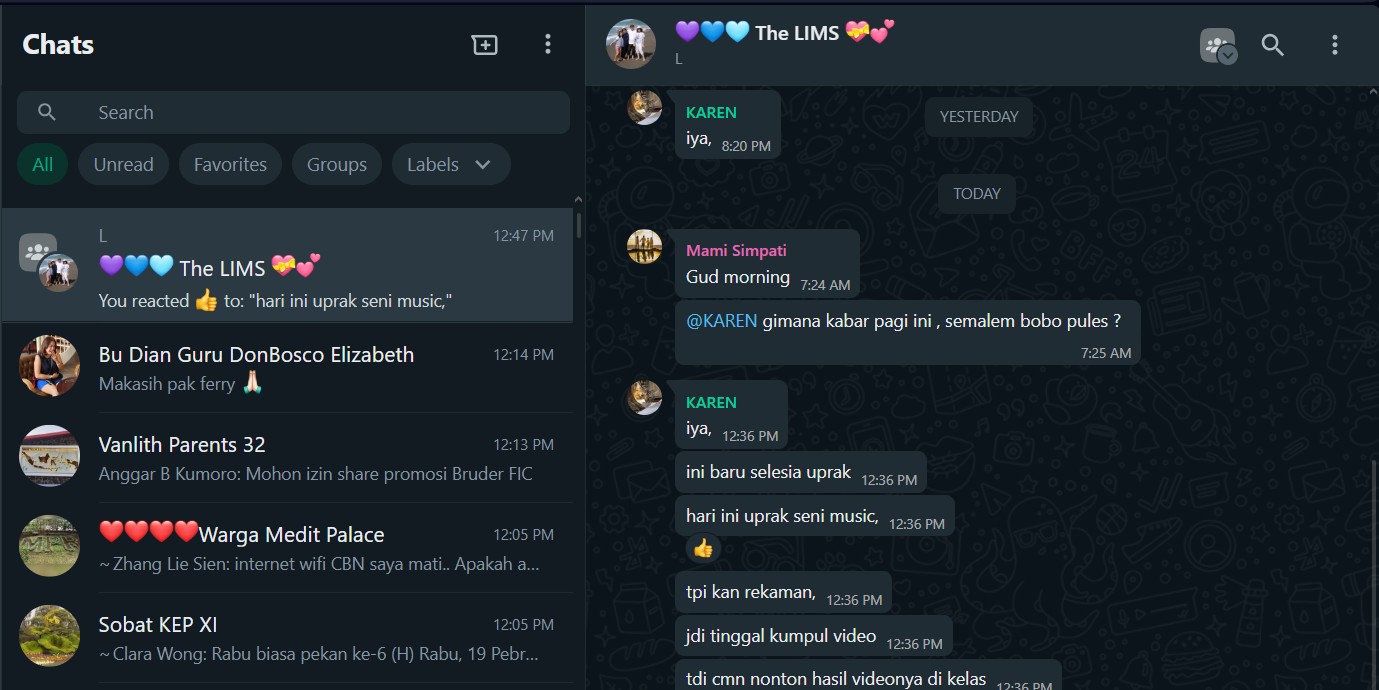 Chats
Search
All
Unread
Favorites
Groups
Labels
L
12:47 PM
💜💙🩵 The LIMS 💝💕
You reacted 👍 to: "hari ini uprak seni music,"
Bu Dian Guru DonBosco Elizabeth
12:14 PM
Makasih pak ferry 🙏🏻
Vanlith Parents 32
12:13 PM
Anggar B Kumoro: Mohon izin share promosi Bruder FIC
❤️❤️❤️❤️Warga Medit Palace
12:05 PM
~ Zhang Lie Sien: internet wifi CBN saya mati.. Apakah a...
Sobat KEP XI
12:05 PM
~ Clara Wong: Rabu biasa pekan ke-6 (H) Rabu, 19 Pebr...
💜💙🩵 The LIMS 💝💕
L
KAREN
iya, 8:20 PM
YESTERDAY
TODAY
Mami Simpati
Gud morning 7:24 AM
@KAREN gimana kabar pagi ini , semalem bobo pules ?
7:25 AM
KAREN
iya, 12:36 PM
ini baru selesia uprak 12:36 PM
hari ini uprak seni music, 12:36 PM
👍
tpi kan rekaman, 12:36 PM
jdi tinggal kumpul video 12:36 PM
tdi cmn nonton hasil videonya di kelas 12:36 PM